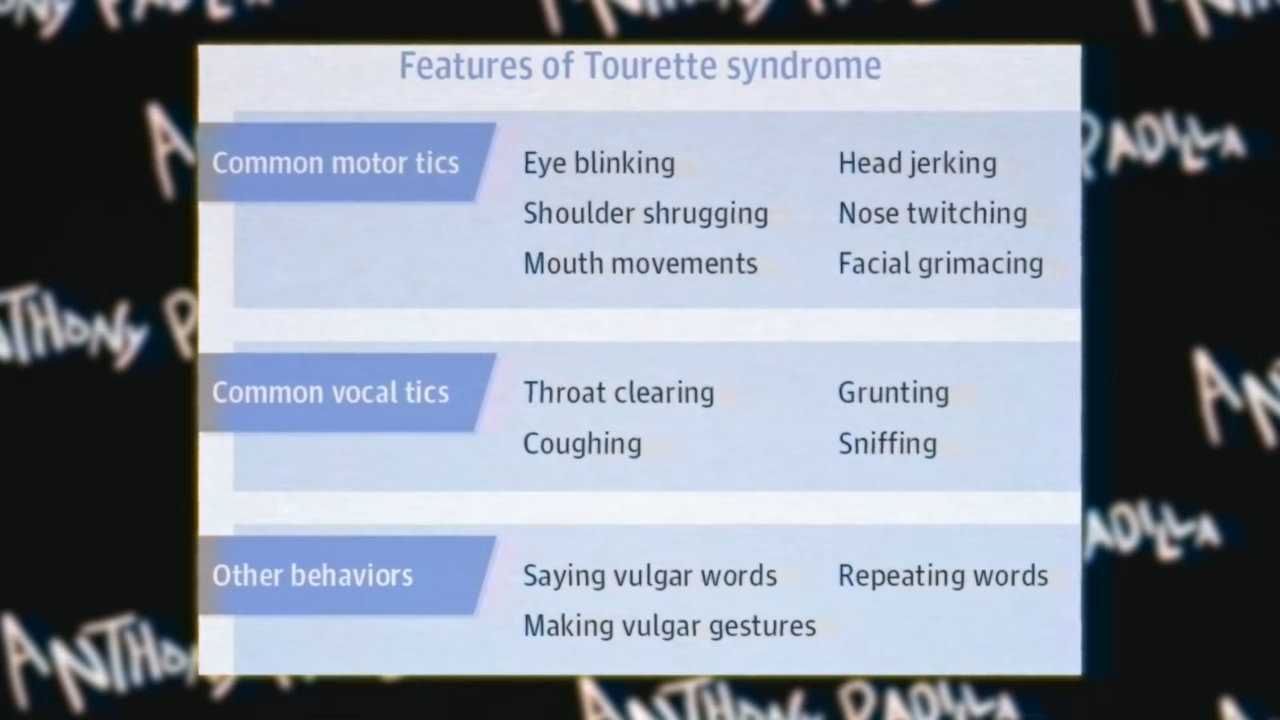 Features of Tourette syndrome
Common motor tics
Eye blinking Head jerking
Shoulder shrugging Nose twitching
Mouth movements Facial grimacing
Common vocal tics
Throat clearing Grunting
Coughing Sniffing
Other behaviors
Saying vulgar words Repeating words
Making vulgar gestures
PADILLA
ANTHONY
ADILLA
ANTHONY PADILLA